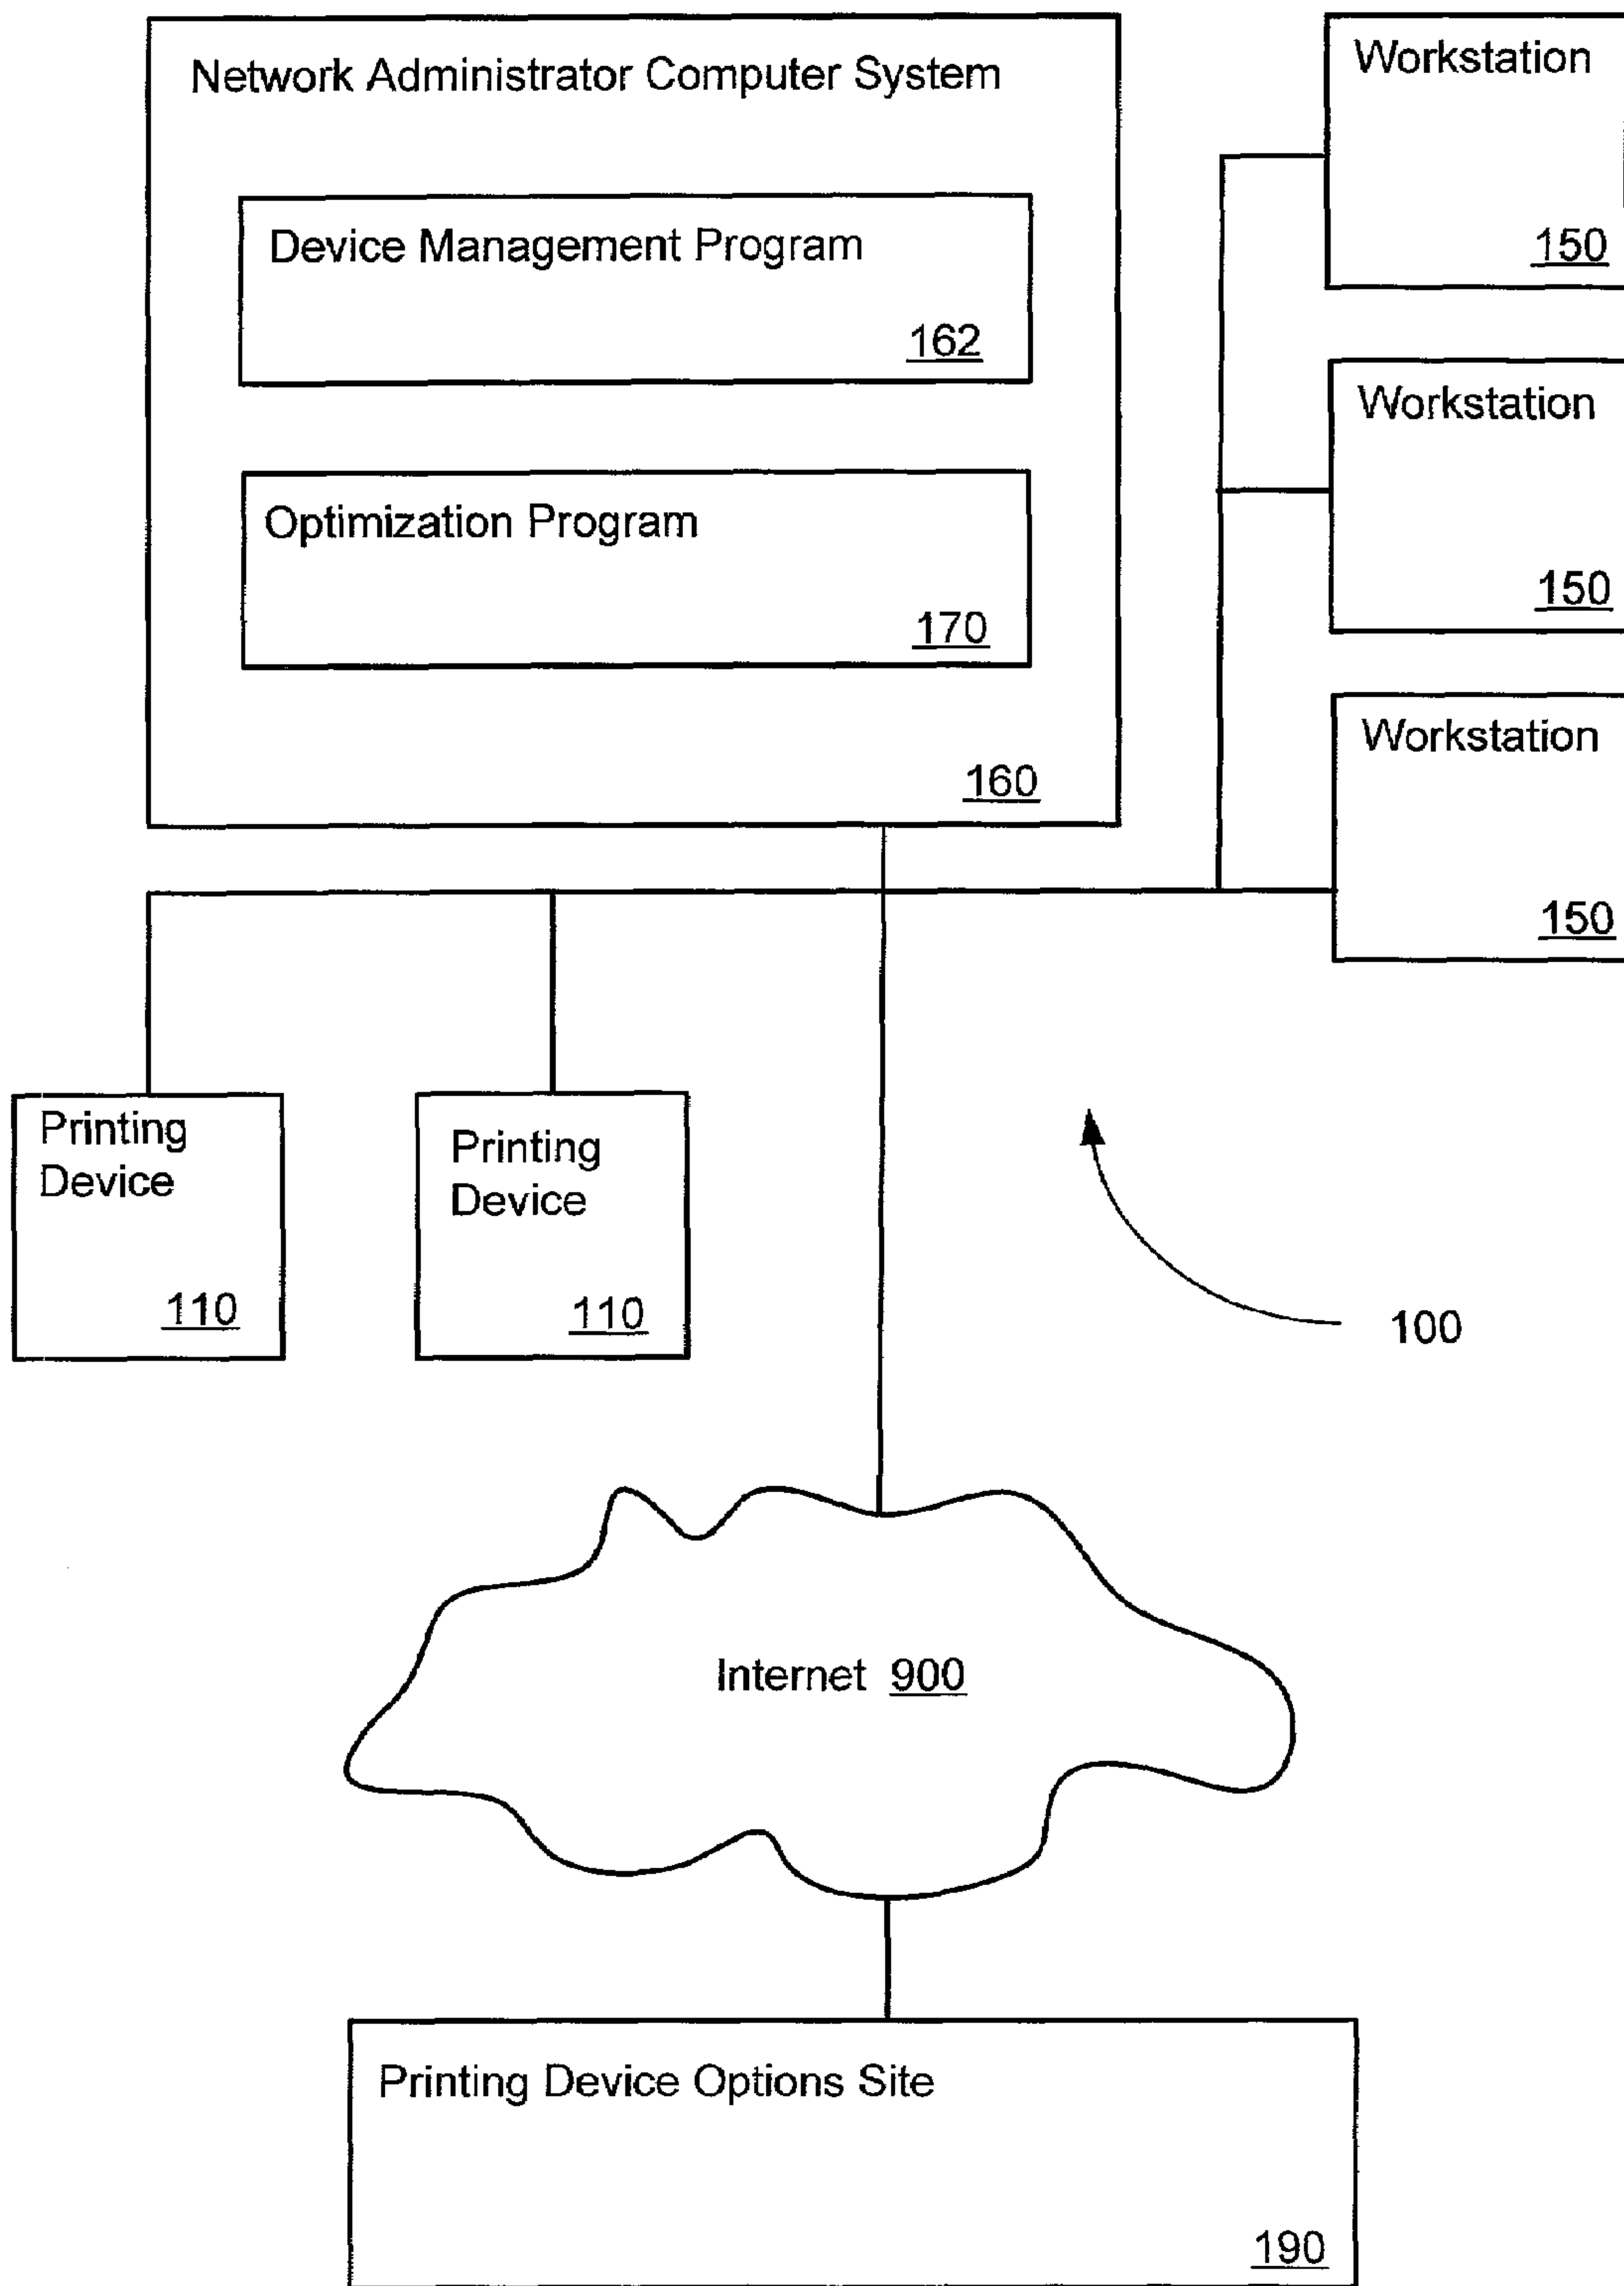 Network Administrator Computer System
Device Management Program
162
Optimization Program
170
160
Workstation
150
Workstation
150
Workstation
150
Printing
Device
110
Printing
Device
110
100
Internet 900
Printing Device Options Site
190